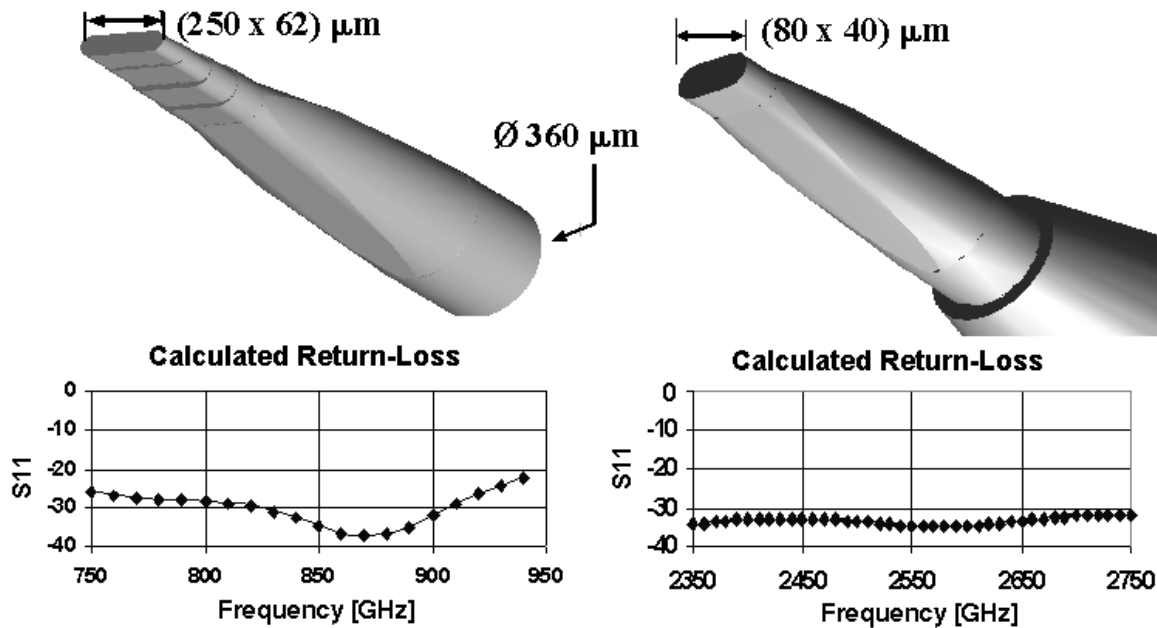 (250 x 62) μm
(80 x 40) μm
Ø 360 μm
Calculated Return-Loss
0
-10
-20
-30
-40
S11
750
800
850
900
950
Frequency [GHz]
Calculated Return-Loss
0
-10
-20
-30
-40
S11
2350
2450
2550
2650
2750
Frequency [GHz]